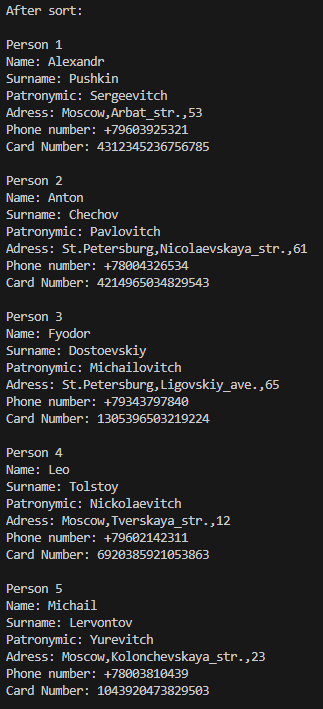 After sort:
Person 1
Name: Alexandr
Surname: Pushkin
Patronymic: Sergeevitch
Adress: Moscow,Arbat_str.,53
Phone number: +79603925321
Card Number: 4312345236756785
Person 2
Name: Anton
Surname: Chechov
Patronymic: Pavlovitch
Adress: St.Petersburg,Nicolaevskaya_str.,61
Phone number: +78004326534
Card Number: 4214965034829543
Person 3
Name: Fyodor
Surname: Dostoevskiy
Patronymic: Michailovitch
Adress: St.Petersburg,Ligovskiy_ave.,65
Phone number: +79343797840
Card Number: 1305396503219224
Person 4
Name: Leo
Surname: Tolstoy
Patronymic: Nickolaevitch
Adress: Moscow,Tverskaya_str.,12
Phone number: +79602142311
Card Number: 6920385921053863
Person 5
Name: Michail
Surname: Lervontov
Patronymic: Yurevitch
Adress: Moscow,Kolonchevskaya_str.,23
Phone number: +78003810439
Card Number: 1043920473829503